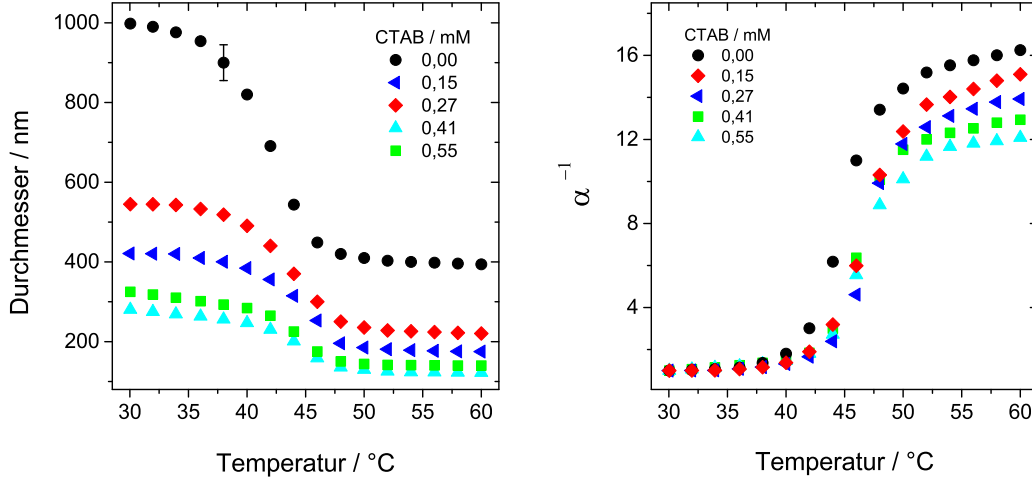 Durchmesser / nm
1000
800
600
400
200
30 35 40 45 50 55 60
Temperatur / °C
CTAB / mM
0,00
0,15
0,27
0,41
0,55
α⁻¹
16
12
8
4
30 35 40 45 50 55 60
Temperatur / °C
CTAB / mM
0,00
0,15
0,27
0,41
0,55